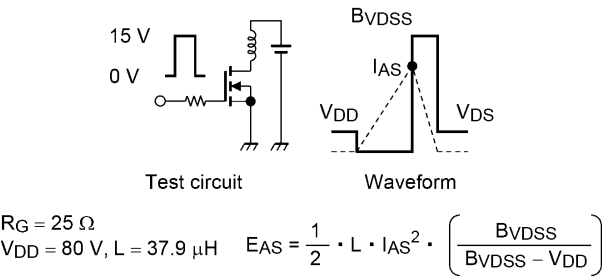 BVDSS
15 V
IAS
0 V
VDD
VDS
Test circuit
Waveform
RG = 25 Ω
VDD = 80 V, L = 37.9 μH
EAS = 1/2 · L · IAS² · (BVDSS / (BVDSS − VDD))